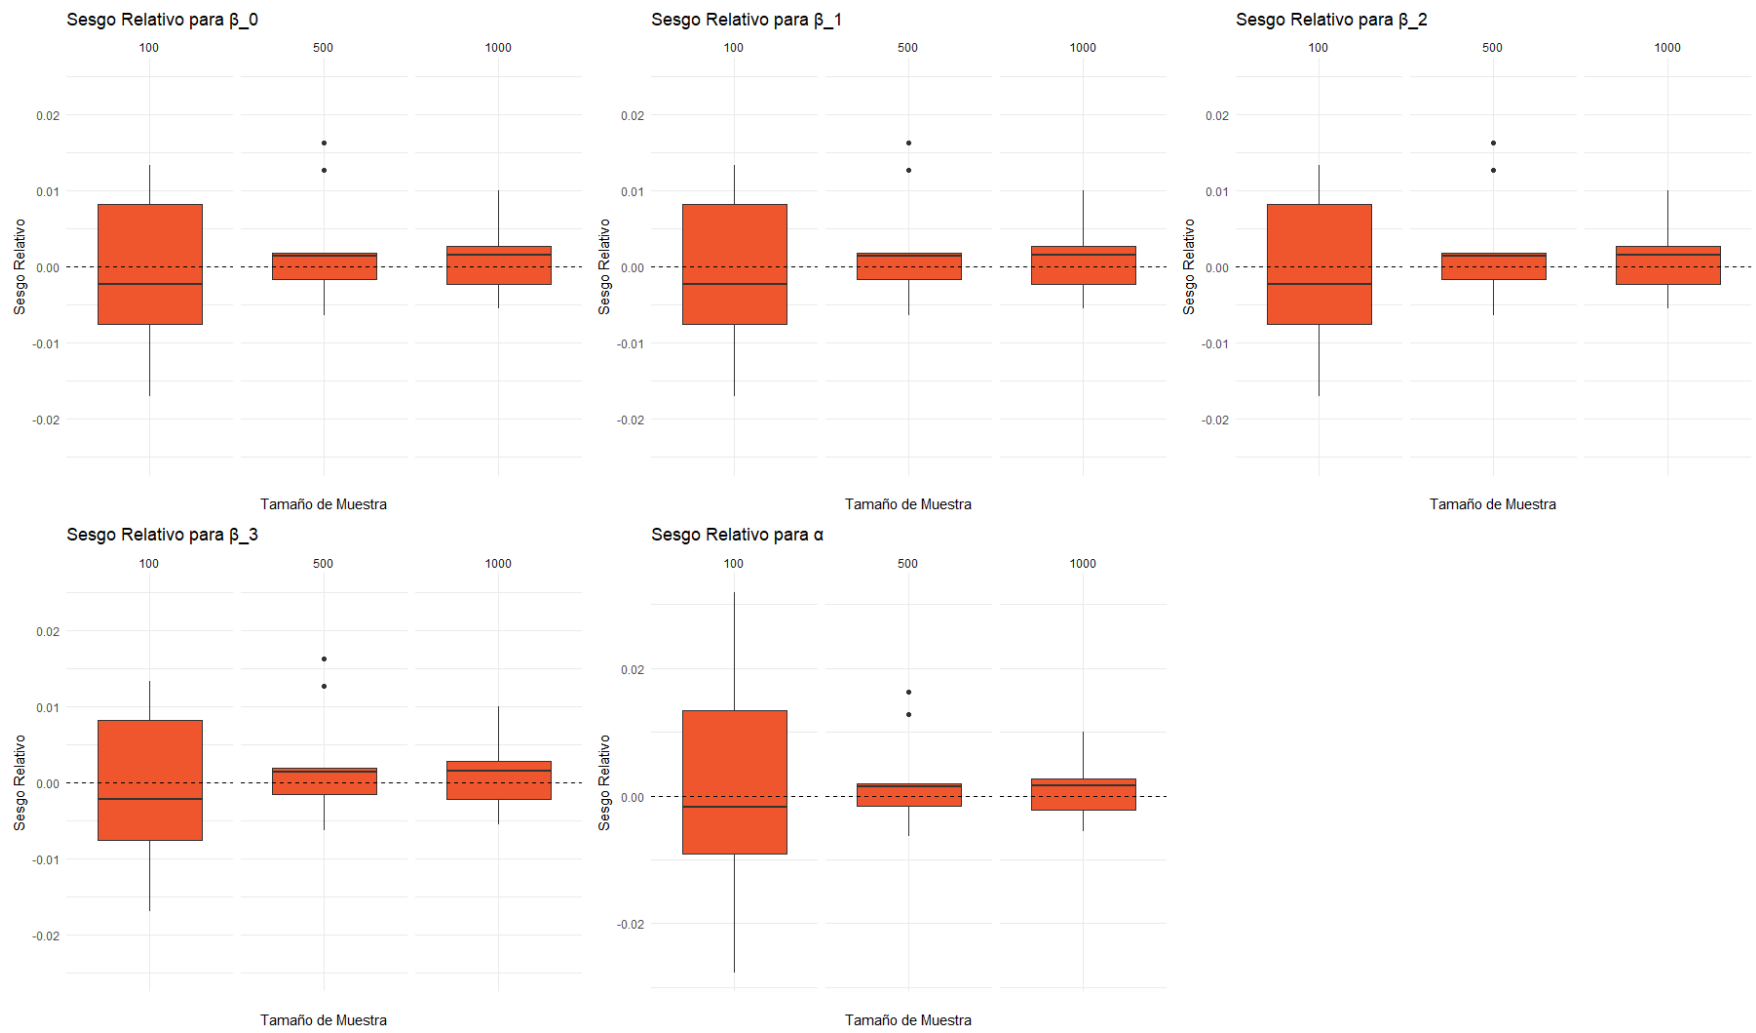 Sesgo Relativo para β_0
100 500 1000
0.02
0.01
0.00
-0.01
-0.02
Sesgo Relativo
Tamaño de Muestra
Sesgo Relativo para β_1
100 500 1000
0.02
0.01
0.00
-0.01
-0.02
Sesgo Relativo
Tamaño de Muestra
Sesgo Relativo para β_2
100 500 1000
0.02
0.01
0.00
-0.01
-0.02
Sesgo Relativo
Tamaño de Muestra
Sesgo Relativo para β_3
100 500 1000
0.02
0.01
0.00
-0.01
-0.02
Sesgo Relativo
Tamaño de Muestra
Sesgo Relativo para α
100 500 1000
0.02
0.00
-0.02
Sesgo Relativo
Tamaño de Muestra